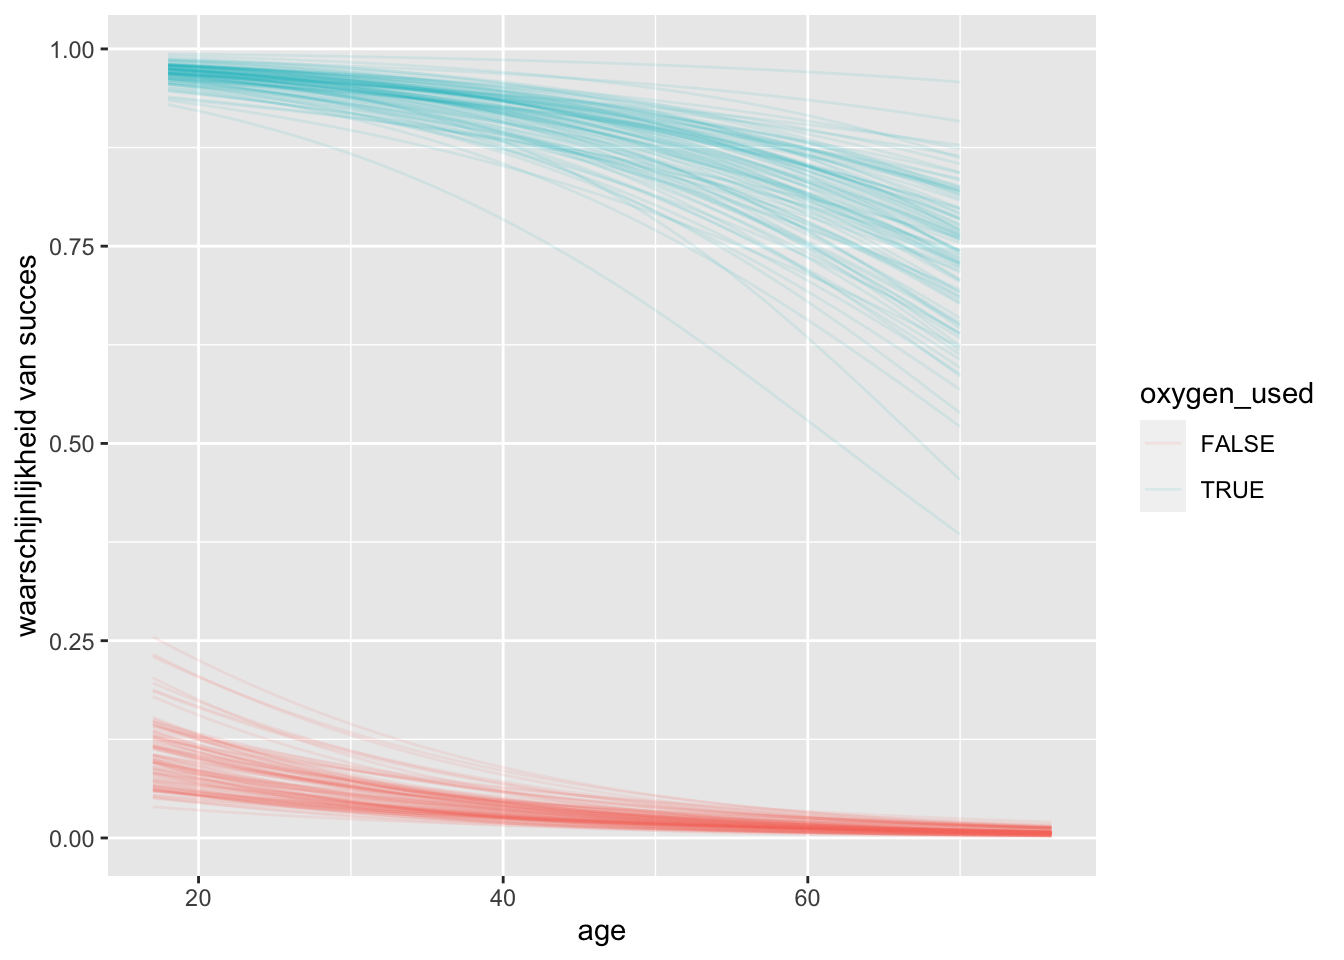 1.00
0.75
0.50
0.25
0.00
waarschijnlijkheid van succes
20 40 60
age
oxygen_used
FALSE
TRUE